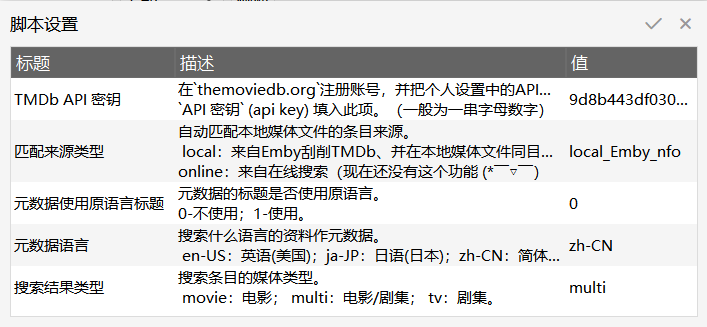 脚本设置
标题 描述 值
TMDb API 密钥 在`themoviedb.org`注册账号，并把个人设置中的API... 9d8b443df030...
`API 密钥` (api key) 填入此项。（一般为一串字母数字）
匹配来源类型 自动匹配本地媒体文件的条目来源。 local_Emby_nfo
local：来自Emby刮削TMDb、并在本地媒体文件同目...
online：来自在线搜索（现在还没有这个功能 (*￣▽￣)
元数据使用原语言标题 元数据的标题是否使用原语言。 0
0-不使用；1-使用。
元数据语言 搜索什么语言的资料作元数据。 zh-CN
en-US：英语(美国)；ja-JP：日语(日本)；zh-CN：简体...
搜索结果类型 搜索条目的媒体类型。 multi
movie：电影； multi：电影/剧集； tv：剧集。